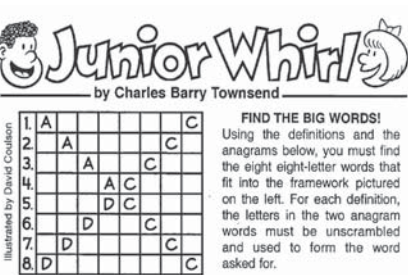 Junior Whirl
by Charles Barry Townsend
Illustrated by David Coulson
1. A C
2. A C
3. A C
4. A C
5. D C
6. D C
7. D C
8. D C
FIND THE BIG WORDS!
Using the definitions and the
anagrams below, you must find
the eight eight-letter words that
fit into the framework pictured
on the left. For each definition,
the letters in the two anagram
words must be unscrambled
and used to form the word
asked for.